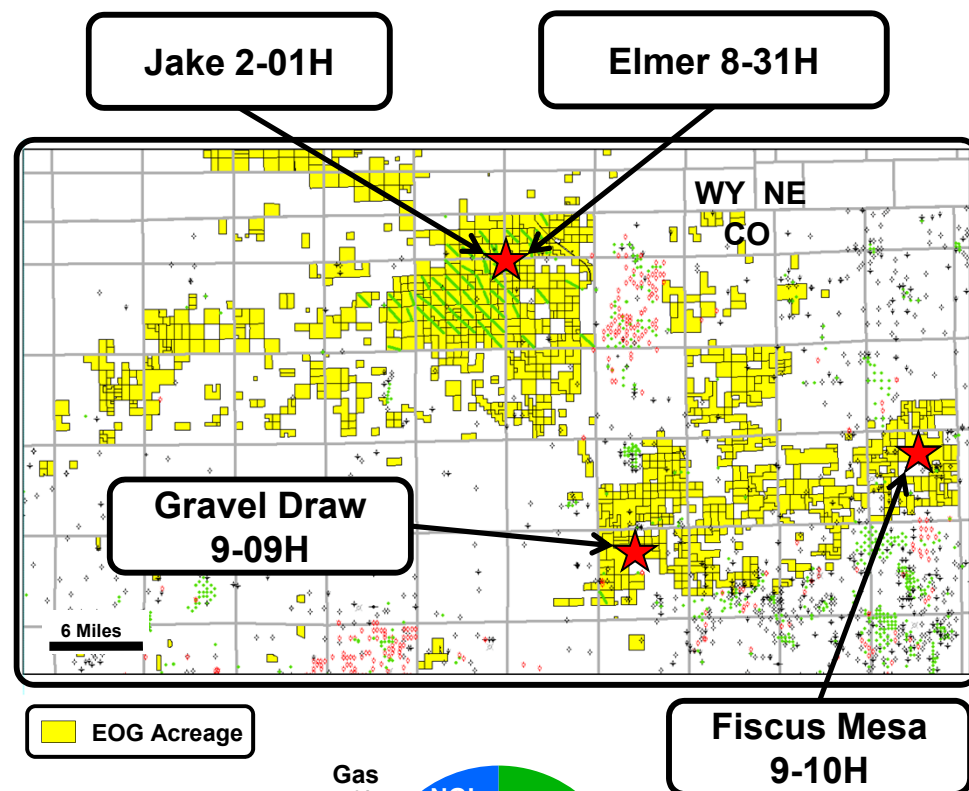 Jake 2-01H
Elmer 8-31H
WY NE
CO
Gravel Draw
9-09H
6 Miles
EOG Acreage
Fiscus Mesa
9-10H
Gas
NGL